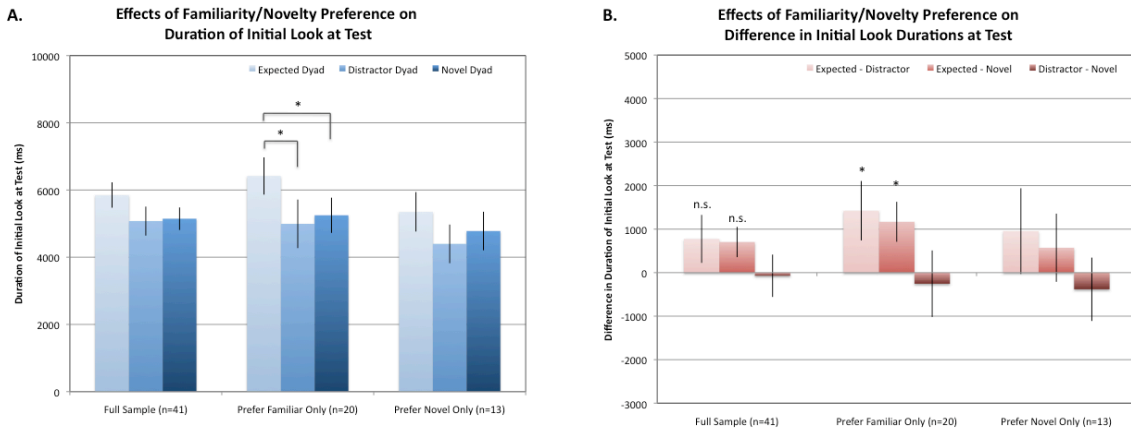 A.
Effects of Familiarity/Novelty Preference on
Duration of Initial Look at Test
Duration of Initial Look at Test (ms)
10000
8000
6000
4000
2000
0
Expected Dyad Distractor Dyad Novel Dyad
*
*
Full Sample (n=41) Prefer Familiar Only (n=20) Prefer Novel Only (n=13)
B.
Effects of Familiarity/Novelty Preference on
Difference in Initial Look Durations at Test
Difference in Duration of Initial Look at Test (ms)
5000
4000
3000
2000
1000
0
-1000
-2000
-3000
Expected - Distractor Expected - Novel Distractor - Novel
n.s. n.s. * *
Full Sample (n=41) Prefer Familiar Only (n=20) Prefer Novel Only (n=13)